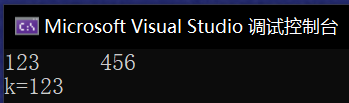 Microsoft Visual Studio 调试控制台
123     456
k=123